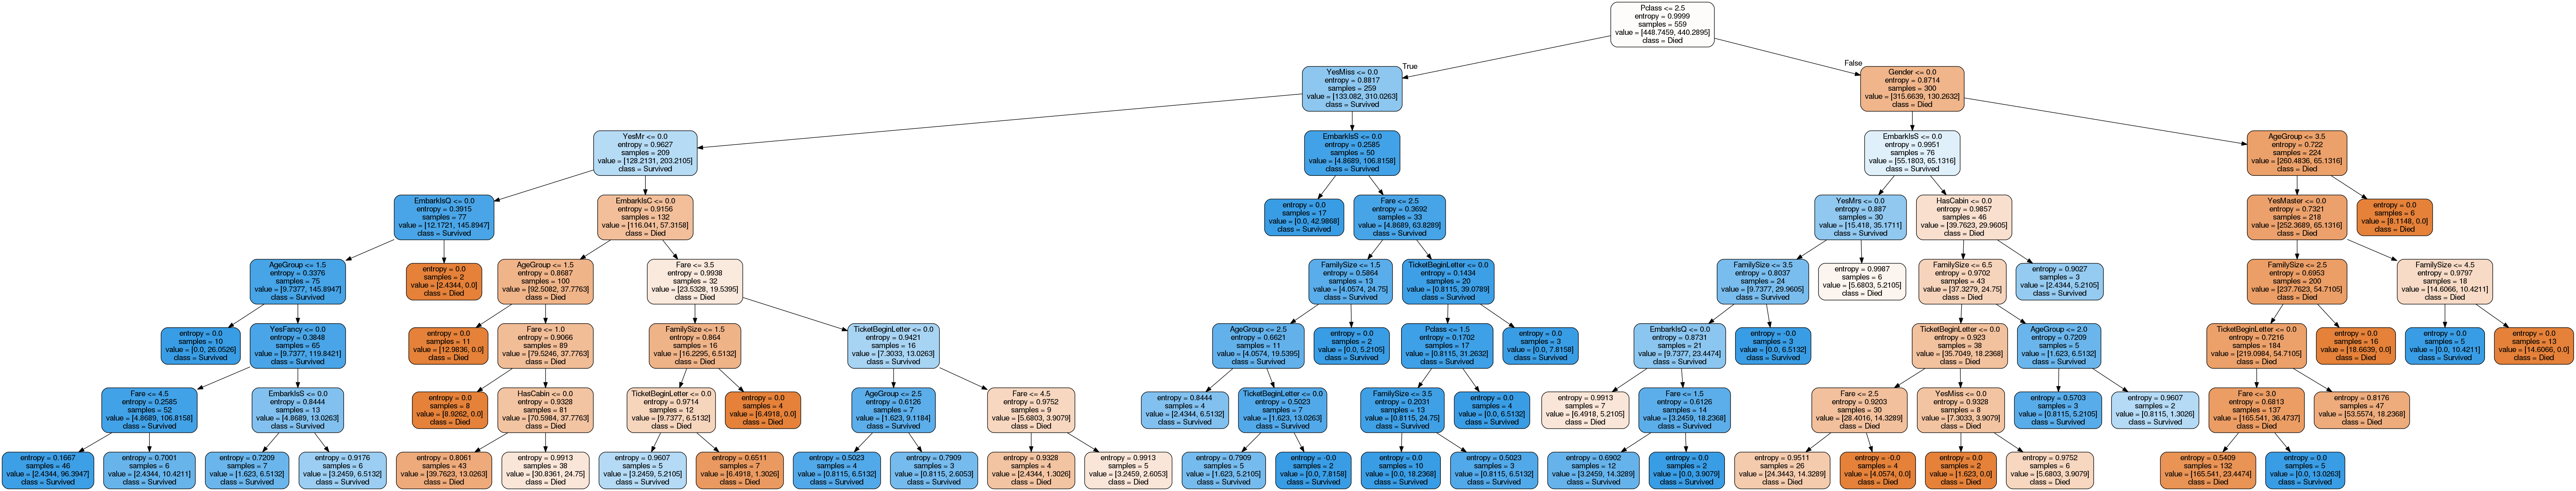 Pclass <= 2.5
entropy = 0.9999
samples = 559
value = [448.7459, 440.2895]
class = Died
True
False
YesMiss <= 0.0
entropy = 0.8817
samples = 259
value = [133.082, 310.0263]
class = Survived
Gender <= 0.0
entropy = 0.8714
samples = 300
value = [315.6639, 130.2632]
class = Died
YesMr <= 0.0
entropy = 0.9627
samples = 209
value = [128.2131, 203.2105]
class = Survived
EmbarkIsS <= 0.0
entropy = 0.2585
samples = 50
value = [4.8689, 106.8158]
class = Survived
EmbarkIsS <= 0.0
entropy = 0.9951
samples = 76
value = [55.1803, 65.1316]
class = Survived
AgeGroup <= 3.5
entropy = 0.722
samples = 224
value = [260.4836, 65.1316]
class = Died
EmbarkIsQ <= 0.0
entropy = 0.3915
samples = 77
value = [12.1721, 145.8947]
class = Survived
EmbarkIsC <= 0.0
entropy = 0.9156
samples = 132
value = [116.041, 57.3158]
class = Died
entropy = 0.0
samples = 17
value = [0.0, 42.9868]
class = Survived
Fare <= 2.5
entropy = 0.3692
samples = 33
value = [4.8689, 63.8289]
class = Survived
YesMrs <= 0.0
entropy = 0.887
samples = 30
value = [15.418, 35.1711]
class = Survived
HasCabin <= 0.0
entropy = 0.9857
samples = 46
value = [39.7623, 29.9605]
class = Died
YesMaster <= 0.0
entropy = 0.7321
samples = 218
value = [252.3689, 65.1316]
class = Died
entropy = 0.0
samples = 6
value = [8.1148, 0.0]
class = Died
AgeGroup <= 1.5
entropy = 0.3376
samples = 75
value = [9.7377, 145.8947]
class = Survived
entropy = 0.0
samples = 2
value = [2.4344, 0.0]
class = Died
AgeGroup <= 1.5
entropy = 0.8687
samples = 100
value = [92.5082, 37.7763]
class = Died
Fare <= 3.5
entropy = 0.9938
samples = 32
value = [23.5328, 19.5395]
class = Died
FamilySize <= 1.5
entropy = 0.5864
samples = 13
value = [4.0574, 24.75]
class = Survived
TicketBeginLetter <= 0.0
entropy = 0.1434
samples = 20
value = [0.8115, 39.0789]
class = Survived
FamilySize <= 3.5
entropy = 0.8037
samples = 24
value = [9.7377, 29.9605]
class = Survived
entropy = 0.9987
samples = 6
value = [5.6803, 5.2105]
class = Died
FamilySize <= 6.5
entropy = 0.9702
samples = 43
value = [37.3279, 24.75]
class = Died
entropy = 0.9027
samples = 3
value = [2.4344, 5.2105]
class = Survived
FamilySize <= 2.5
entropy = 0.6953
samples = 200
value = [237.7623, 54.7105]
class = Died
FamilySize <= 4.5
entropy = 0.9797
samples = 18
value = [14.6066, 10.4211]
class = Died
entropy = 0.0
samples = 10
value = [0.0, 26.0526]
class = Survived
YesFancy <= 0.0
entropy = 0.3848
samples = 65
value = [9.7377, 119.8421]
class = Survived
entropy = 0.0
samples = 11
value = [12.9836, 0.0]
class = Died
Fare <= 1.0
entropy = 0.9066
samples = 89
value = [79.5246, 37.7763]
class = Died
FamilySize <= 1.5
entropy = 0.864
samples = 16
value = [16.2295, 6.5132]
class = Died
TicketBeginLetter <= 0.0
entropy = 0.9421
samples = 16
value = [7.3033, 13.0263]
class = Survived
AgeGroup <= 2.5
entropy = 0.6621
samples = 11
value = [4.0574, 19.5395]
class = Survived
entropy = 0.0
samples = 2
value = [0.0, 5.2105]
class = Survived
Pclass <= 1.5
entropy = 0.1702
samples = 17
value = [0.8115, 31.2632]
class = Survived
entropy = 0.0
samples = 3
value = [0.0, 7.8158]
class = Survived
EmbarkIsQ <= 0.0
entropy = 0.8731
samples = 21
value = [9.7377, 23.4474]
class = Survived
entropy = -0.0
samples = 3
value = [0.0, 6.5132]
class = Survived
TicketBeginLetter <= 0.0
entropy = 0.923
samples = 38
value = [35.7049, 18.2368]
class = Died
AgeGroup <= 2.0
entropy = 0.7209
samples = 5
value = [1.623, 6.5132]
class = Survived
TicketBeginLetter <= 0.0
entropy = 0.7216
samples = 184
value = [219.0984, 54.7105]
class = Died
entropy = 0.0
samples = 16
value = [18.6639, 0.0]
class = Died
entropy = 0.0
samples = 5
value = [0.0, 10.4211]
class = Survived
entropy = 0.0
samples = 13
value = [14.6066, 0.0]
class = Died
Fare <= 4.5
entropy = 0.2585
samples = 52
value = [4.8689, 106.8158]
class = Survived
EmbarkIsS <= 0.0
entropy = 0.8444
samples = 13
value = [4.8689, 13.0263]
class = Survived
entropy = 0.0
samples = 8
value = [8.9262, 0.0]
class = Died
HasCabin <= 0.0
entropy = 0.9328
samples = 81
value = [70.5984, 37.7763]
class = Died
TicketBeginLetter <= 0.0
entropy = 0.9714
samples = 12
value = [9.7377, 6.5132]
class = Died
entropy = 0.0
samples = 4
value = [6.4918, 0.0]
class = Died
AgeGroup <= 2.5
entropy = 0.6126
samples = 7
value = [1.623, 9.1184]
class = Survived
Fare <= 4.5
entropy = 0.9752
samples = 9
value = [5.6803, 3.9079]
class = Died
entropy = 0.8444
samples = 4
value = [2.4344, 6.5132]
class = Survived
TicketBeginLetter <= 0.0
entropy = 0.5023
samples = 7
value = [1.623, 13.0263]
class = Survived
FamilySize <= 3.5
entropy = 0.2031
samples = 13
value = [0.8115, 24.75]
class = Survived
entropy = 0.0
samples = 4
value = [0.0, 6.5132]
class = Survived
entropy = 0.9913
samples = 7
value = [6.4918, 5.2105]
class = Died
Fare <= 1.5
entropy = 0.6126
samples = 14
value = [3.2459, 18.2368]
class = Survived
Fare <= 2.5
entropy = 0.9203
samples = 30
value = [28.4016, 14.3289]
class = Died
YesMiss <= 0.0
entropy = 0.9328
samples = 8
value = [7.3033, 3.9079]
class = Died
entropy = 0.5703
samples = 3
value = [0.8115, 5.2105]
class = Survived
entropy = 0.9607
samples = 2
value = [0.8115, 1.3026]
class = Survived
Fare <= 3.0
entropy = 0.6813
samples = 137
value = [165.541, 36.4737]
class = Died
entropy = 0.8176
samples = 47
value = [53.5574, 18.2368]
class = Died
entropy = 0.1667
samples = 46
value = [2.4344, 96.3947]
class = Survived
entropy = 0.7001
samples = 6
value = [2.4344, 10.4211]
class = Survived
entropy = 0.7209
samples = 7
value = [1.623, 6.5132]
class = Survived
entropy = 0.9176
samples = 6
value = [3.2459, 6.5132]
class = Survived
entropy = 0.8061
samples = 43
value = [39.7623, 13.0263]
class = Died
entropy = 0.9913
samples = 38
value = [30.8361, 24.75]
class = Died
entropy = 0.9607
samples = 5
value = [3.2459, 5.2105]
class = Survived
entropy = 0.6511
samples = 7
value = [6.4918, 1.3026]
class = Died
entropy = 0.5023
samples = 4
value = [0.8115, 6.5132]
class = Survived
entropy = 0.7909
samples = 3
value = [0.8115, 2.6053]
class = Survived
entropy = 0.9328
samples = 4
value = [2.4344, 1.3026]
class = Died
entropy = 0.9913
samples = 5
value = [3.2459, 2.6053]
class = Died
entropy = 0.7909
samples = 5
value = [1.623, 5.2105]
class = Survived
entropy = -0.0
samples = 2
value = [0.0, 7.8158]
class = Survived
entropy = 0.0
samples = 10
value = [0.0, 18.2368]
class = Survived
entropy = 0.5023
samples = 3
value = [0.8115, 6.5132]
class = Survived
entropy = 0.6902
samples = 12
value = [3.2459, 14.3289]
class = Survived
entropy = 0.0
samples = 2
value = [0.0, 3.9079]
class = Survived
entropy = 0.9511
samples = 26
value = [24.3443, 14.3289]
class = Died
entropy = -0.0
samples = 4
value = [4.0574, 0.0]
class = Died
entropy = 0.0
samples = 2
value = [1.623, 0.0]
class = Died
entropy = 0.9752
samples = 6
value = [5.6803, 3.9079]
class = Died
entropy = 0.5409
samples = 132
value = [165.541, 23.4474]
class = Died
entropy = 0.0
samples = 5
value = [0.0, 13.0263]
class = Survived